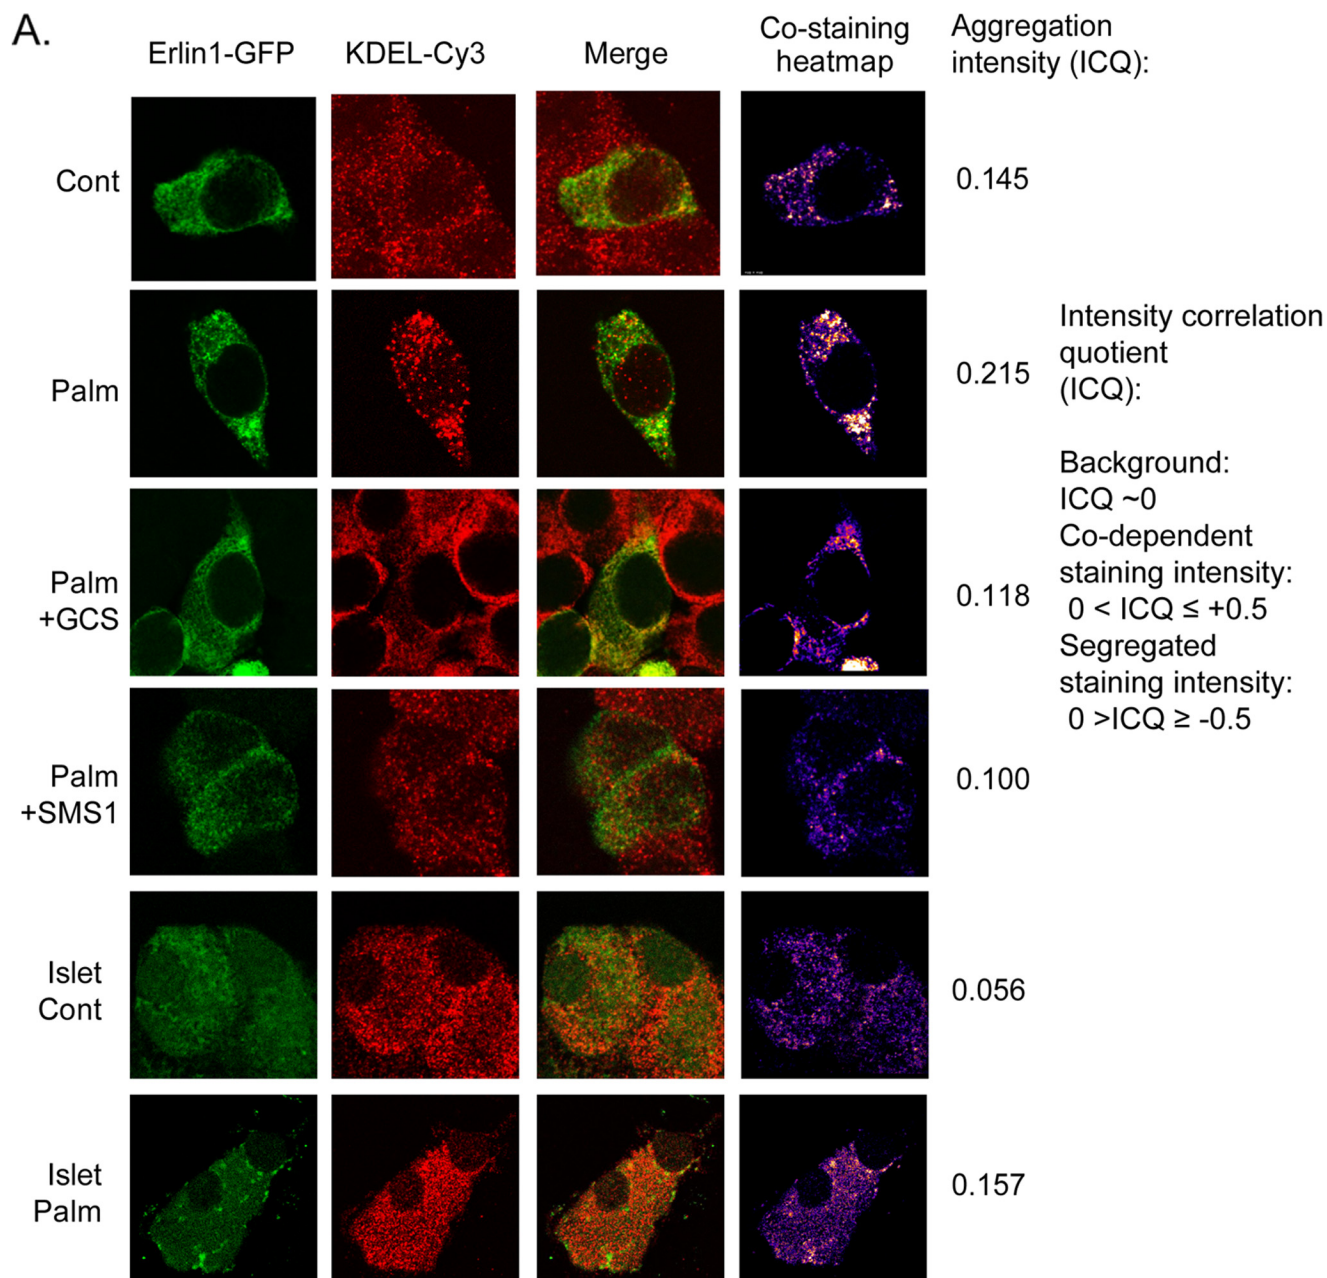 A.
Erlin1-GFP
KDEL-Cy3
Merge
Co-staining
heatmap
Aggregation
intensity (ICQ):
Cont
0.145
Palm
0.215
Palm
+GCS
0.118
Palm
+SMS1
0.100
Islet
Cont
0.056
Islet
Palm
0.157
Intensity correlation
quotient
(ICQ):
Background:
ICQ ~0
Co-dependent
staining intensity:
0 < ICQ ≤ +0.5
Segregated
staining intensity:
0 >ICQ ≥ -0.5